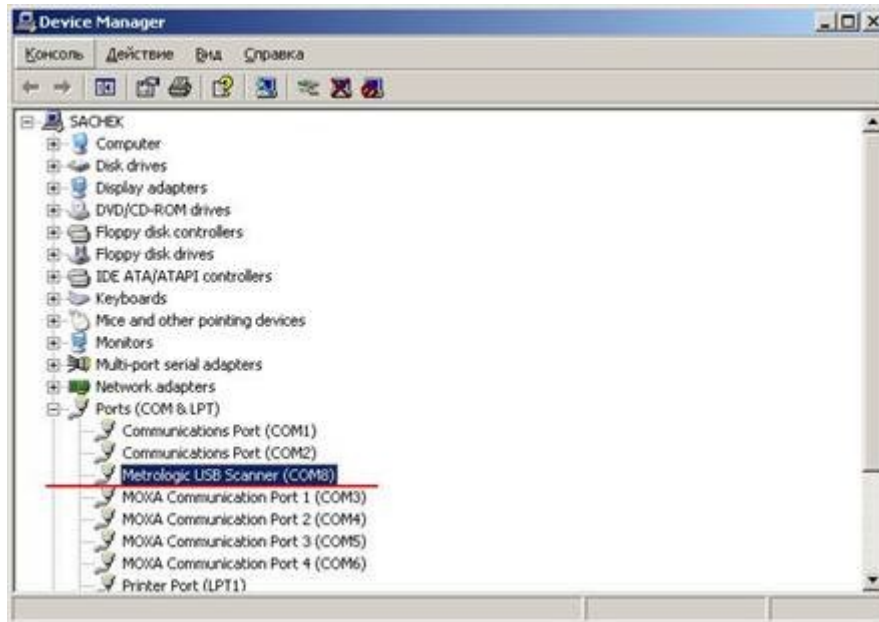 Device Manager
Консоль Действие Вид Справка
SACHEK
Computer
Disk drives
Display adapters
DVD/CD-ROM drives
Floppy disk controllers
Floppy disk drives
IDE ATA/ATAPI controllers
Keyboards
Mice and other pointing devices
Monitors
Multi-port serial adapters
Network adapters
Ports (COM & LPT)
Communications Port (COM1)
Communications Port (COM2)
Metrologic USB Scanner (COM8)
MOXA Communication Port 1 (COM3)
MOXA Communication Port 2 (COM4)
MOXA Communication Port 3 (COM5)
MOXA Communication Port 4 (COM6)
Printer Port (LPT1)